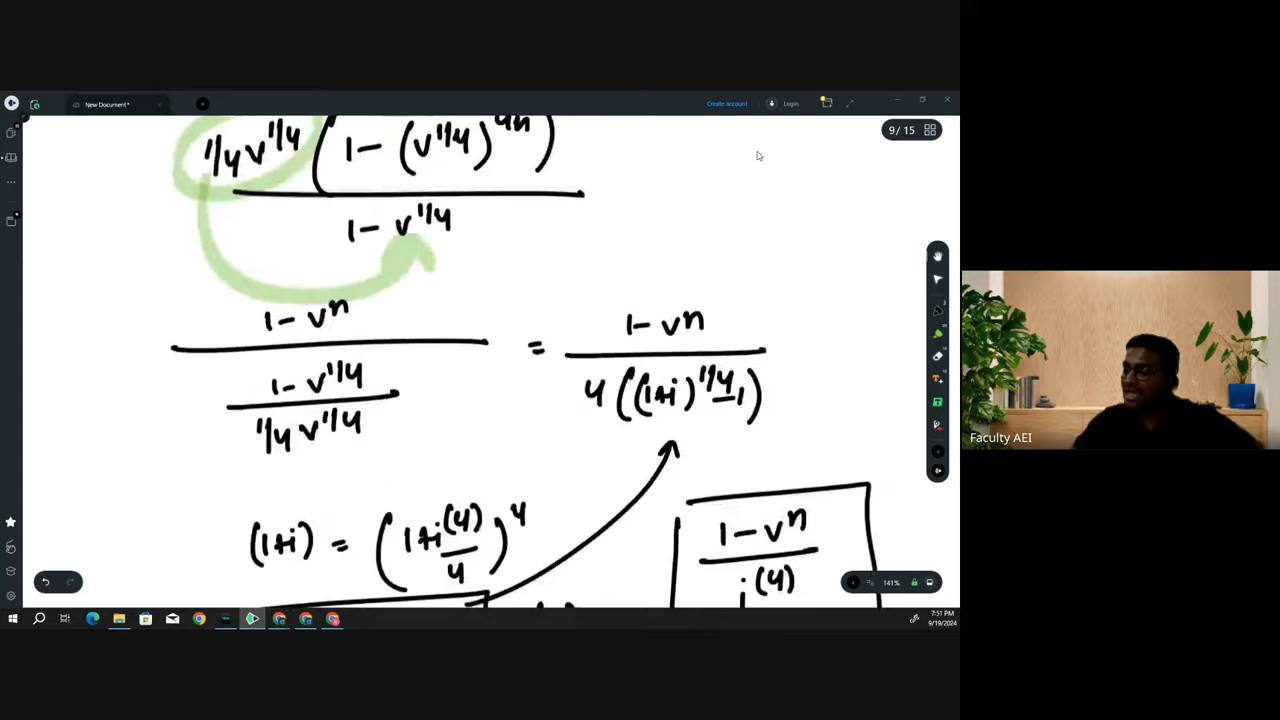 New Document*
Create account
Login
9 / 15
1/4 v^1/4 (1 - (v^1/4)^4n)
1 - v^1/4
1 - v^n
1 - v^1/4
1/4 v^1/4
=
1 - v^n
4 ((1+i)^1/4 - 1)
(1+i) = (1+i^(4)/4)^4
1 - v^n
i^(4)
141%
Faculty AEI
7:51 PM
9/19/2024